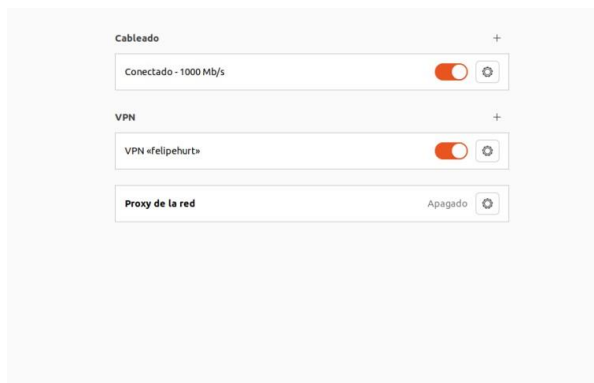 Cableado
Conectado - 1000 Mb/s
VPN
VPN «felipehurt»
Proxy de la red Apagado